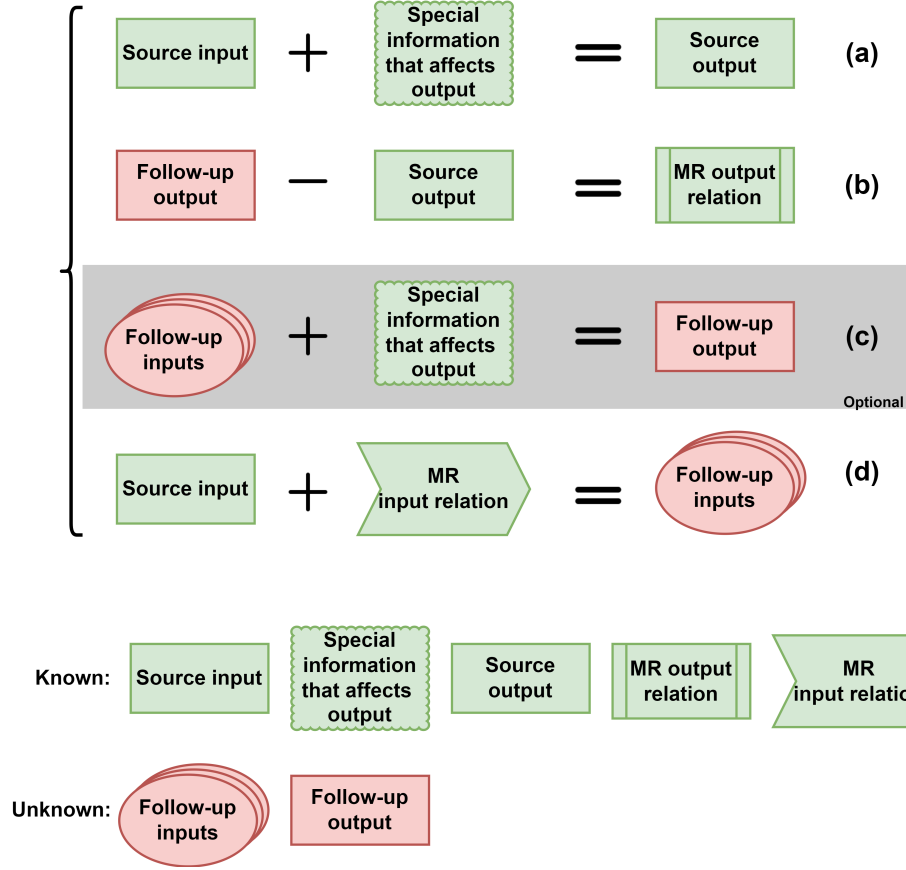 Source input + Special information that affects output = Source output (a)
Follow-up output − Source output = MR output relation (b)
Follow-up inputs + Special information that affects output = Follow-up output (c)
Optional
Source input + MR input relation = Follow-up inputs (d)
Known: Source input Special information that affects output Source output MR output relation MR input relatio
Unknown: Follow-up inputs Follow-up output